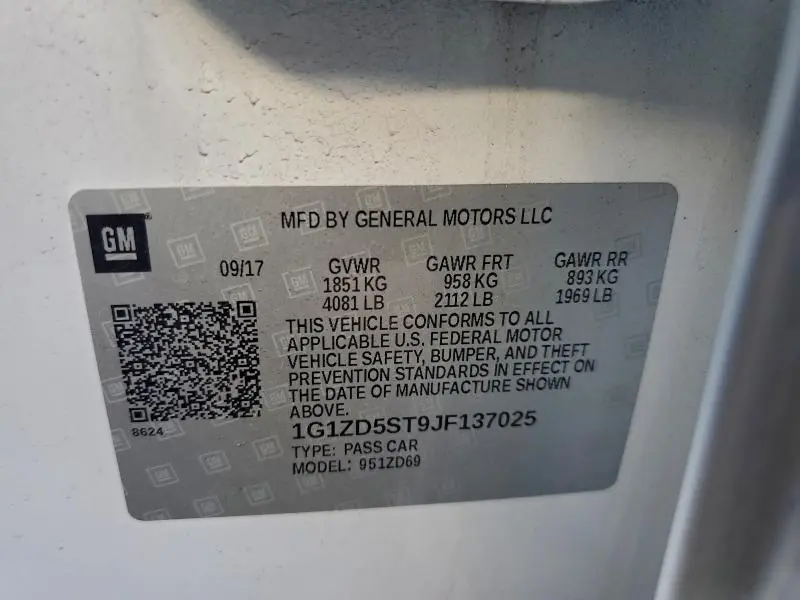 GM
MFD BY GENERAL MOTORS LLC
09/17
GVWR
1851 KG
4081 LB
GAWR FRT
958 KG
2112 LB
GAWR RR
893 KG
1969 LB
THIS VEHICLE CONFORMS TO ALL
APPLICABLE U.S. FEDERAL MOTOR
VEHICLE SAFETY, BUMPER, AND THEFT
PREVENTION STANDARDS IN EFFECT ON
THE DATE OF MANUFACTURE SHOWN
ABOVE.
8624
1G1ZD5ST9JF137025
TYPE: PASS CAR
MODEL: 951ZD69